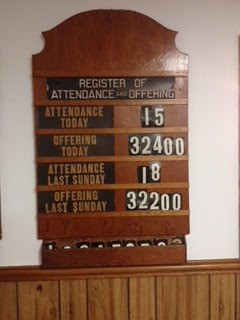 REGISTER OF
ATTENDANCE AND OFFERING
ATTENDANCE TODAY 15
OFFERING TODAY 32400
ATTENDANCE LAST SUNDAY 18
OFFERING LAST SUNDAY 32200